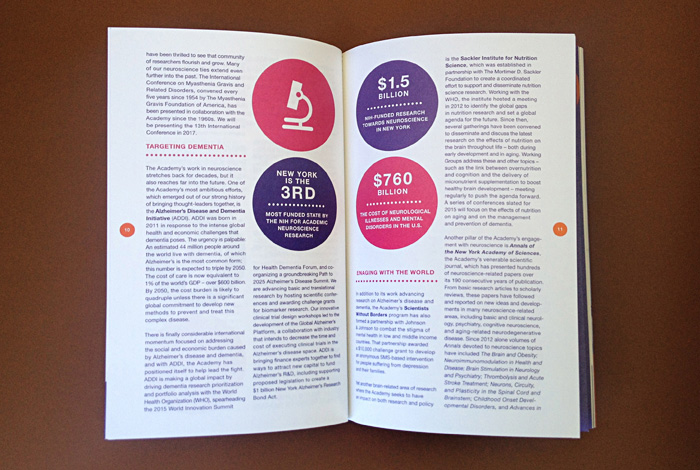 have been thrilled to see that community
of researchers flourish and grow. Many
of our neuroscience ties extend even
further into the past. The International
Conference on Myasthenia Gravis and
Related Disorders, convened every
five years since 1954 by The Myasthenia
Gravis Foundation of America, has
been presented in collaboration with the
Academy since the 1960s. We will
be presenting the 13th International
Conference in 2017.
TARGETING DEMENTIA
The Academy's work in neuroscience
stretches back for decades, but it
also reaches far into the future. One of
the Academy's most ambitious efforts,
which emerged out of our strong history
of bringing thought-leaders together, is
the Alzheimer's Disease and Dementia
Initiative (ADDI). ADDI was born in
2011 in response to the intense global
health and economic challenges that
dementia poses. The urgency is palpable.
An estimated 44 million people around
the world live with dementia, of which
Alzheimer's is the most common form;
this number is expected to triple by 2050.
The cost of care is now equivalent to
1% of the world's GDP - over $600 billion.
By 2050, the cost burden is likely to
quadruple unless there is a significant
global commitment to develop new
methods to prevent and treat this
complex disease.
There is finally considerable international
momentum focused on addressing
the social and economic burden caused
by Alzheimer's disease and dementia,
and with ADDI, the Academy has
positioned itself to help lead the fight.
ADDI is making a global impact by
driving dementia research prioritization
and portfolio analysis with the World
Health Organization (WHO), spearheading
the 2015 World Innovation Summit
10
NEW YORK
IS THE
3RD
MOST FUNDED STATE BY
THE NIH FOR ACADEMIC
NEUROSCIENCE
RESEARCH
for Health Dementia Forum, and co-
organizing a groundbreaking Path to
2025 Alzheimer's Disease Summit. We
are advancing basic and translational
research by hosting scientific confer-
ences and awarding challenge grants
for biomarker research. Our innovative
clinical trial design workshops led to the
development of the Global Alzheimer's
Platform, a collaboration with industry
that intends to decrease the time and
cost of executing clinical trials in the
Alzheimer's disease space. ADDI is
bringing finance experts together to find
ways to attract new capital to fund
Alzheimer's R&D, including supporting
proposed legislation to create a
$1 billion New York Alzheimer's Research
Bond Act.
$1.5
BILLION
NIH-FUNDED RESEARCH
TOWARDS NEUROSCIENCE
IN NEW YORK
$760
BILLION
THE COST OF NEUROLOGICAL
ILLNESSES AND MENTAL
DISORDERS IN THE U.S.
ENGAGING WITH THE WORLD
In addition to its work advancing
research on Alzheimer's disease and
dementia, the Academy's Scientists
Without Borders program has also
formed a partnership with Johnson
& Johnson to combat the stigma of
mental health in low and middle income
countries. That partnership awarded
a $10,000 challenge grant to develop
an anonymous SMS-based intervention
for people suffering from depression
and their families.
Yet another brain-related area of research
where the Academy seeks to have
an impact on both research and policy
is the Sackler Institute for Nutrition
Science, which was established in
partnership with The Mortimer D. Sackler
Foundation to create a coordinated
effort to support and disseminate nutrition
science research. Working with the
WHO, the institute hosted a meeting
in 2012 to identify the global gaps
in nutrition research and set a global
agenda for the future. Since then,
several gatherings have been convened
to disseminate and discuss the latest
research on the effects of nutrition on
the brain throughout life – both during
early development and in aging. Working
Groups address these and other topics -
such as the link between overnutrition
and cognition and the delivery of
micronutrient supplementation to boost
healthy brain development – meeting
regularly to push the agenda forward.
A series of conferences slated for
2015 will focus on the effects of nutrition
on aging and on the management
and prevention of dementia.
Another pillar of the Academy's engage-
ment with neuroscience is Annals of
the New York Academy of Sciences,
the Academy's venerable scientific
journal, which has presented hundreds
of neuroscience-related papers over
its 190 consecutive years of publication.
From basic research articles to scholarly
reviews, these papers have followed
and reported on new ideas and develop-
ments in many neuroscience-related
areas, including basic and clinical neurol-
ogy, psychiatry, cognitive neuroscience,
and aging-related neurodegenerative
disease. Since 2012 alone volumes of
Annals devoted to neuroscience topics
have included The Brain and Obesity;
Neurocommunomodulation in Health and
Disease; Brain Stimulation in Neurology
and Psychiatry; Thrombolysis and Acute
Stroke Treatment; Neurons, Circuity,
and Plasticity in the Spinal Cord and
Brainstem; Childhood Onset Devel-
opmental Disorders, and Advances in
11